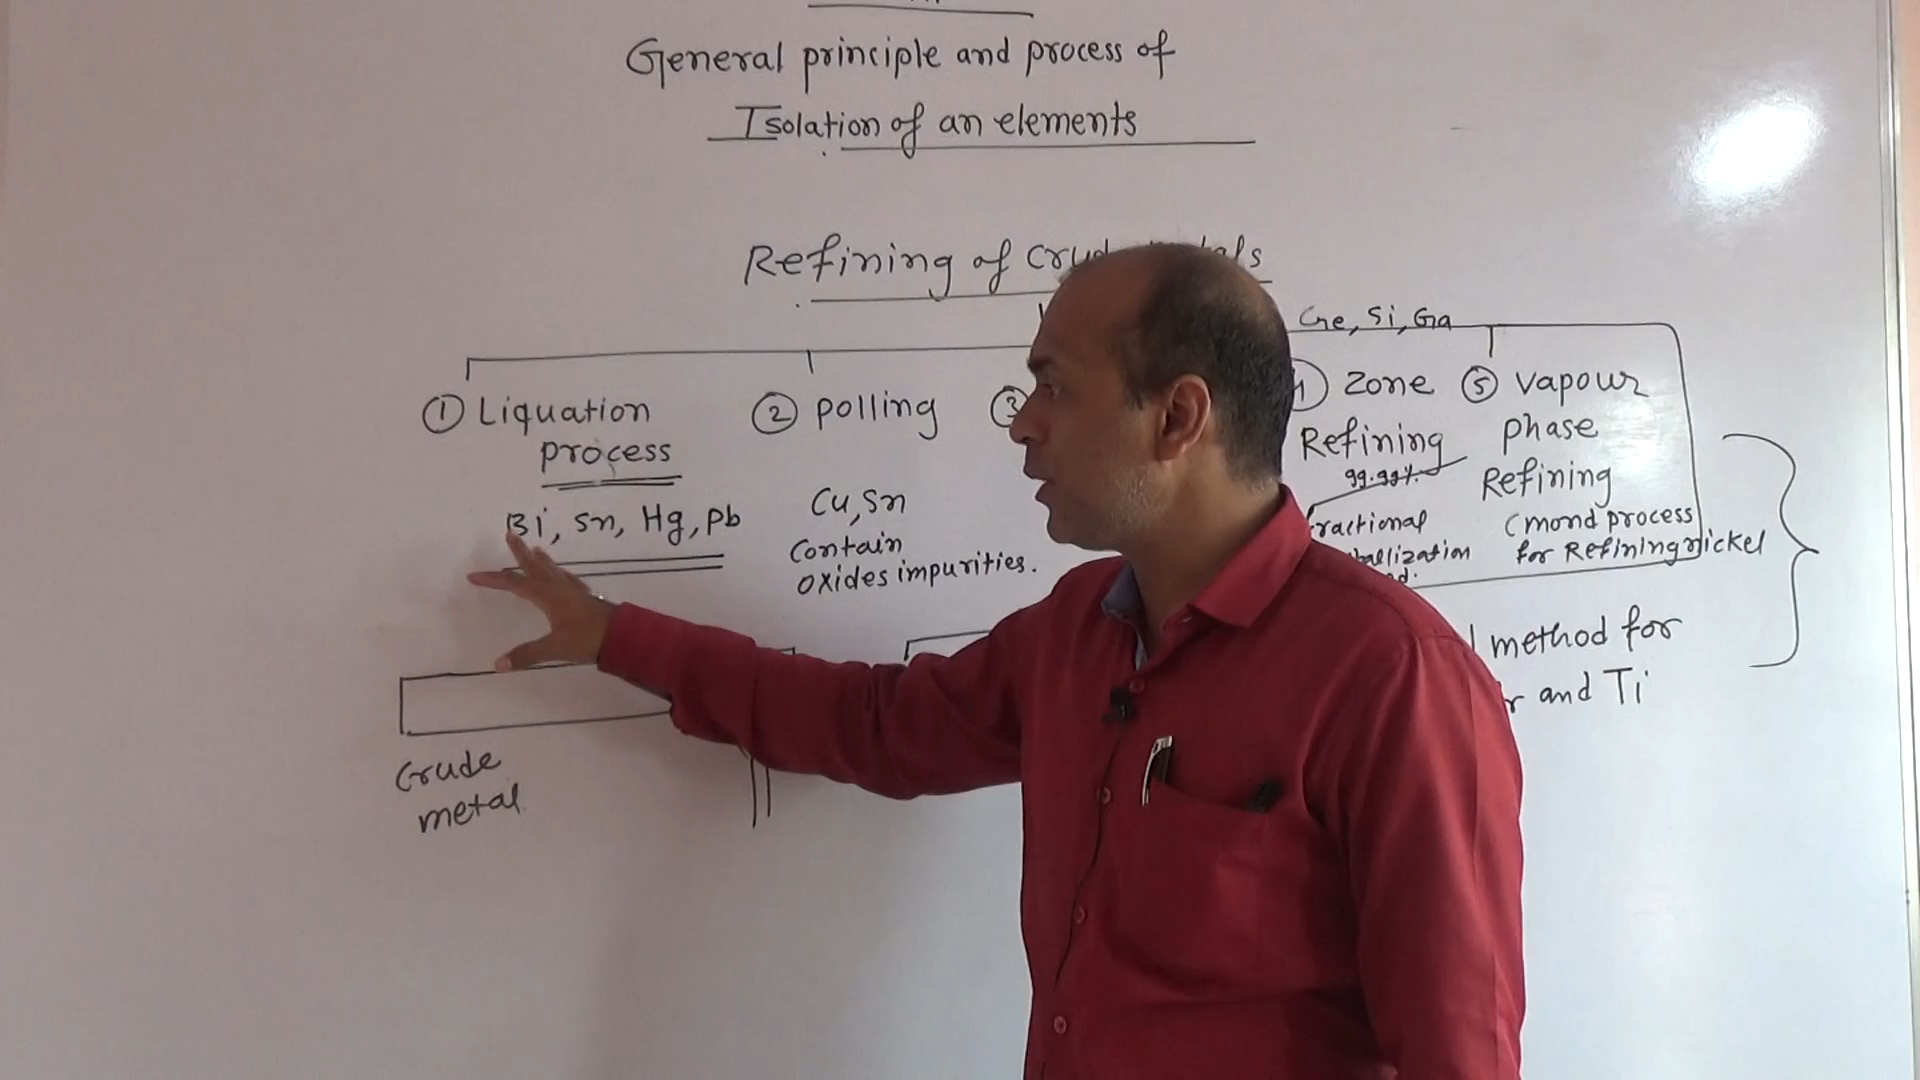 General principle and process of
Isolation of an elements
Refining of
Ge, Si, Ga
① Liquation
process
Bi, Sn, Hg, Pb
② polling
Cu, Sn
Contain
oxides impurities.
③
Zone
Refining
99.99%
⑤ vapour
phase
Refining
(mond process
for Refining nickel
method for
and Ti
Crude
metal